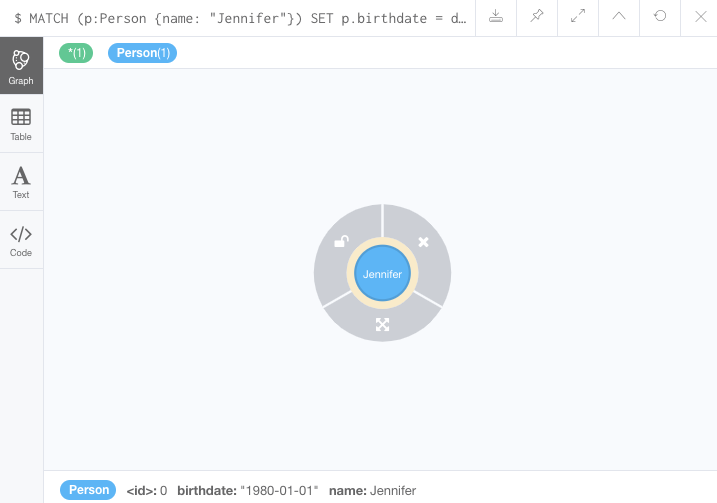 $ MATCH (p:Person {name: "Jennifer"}) SET p.birthdate = d…
*(1) Person(1)
Graph
Table
A
Text
</>
Code
Jennifer
Person <id>: 0 birthdate: "1980-01-01" name: Jennifer